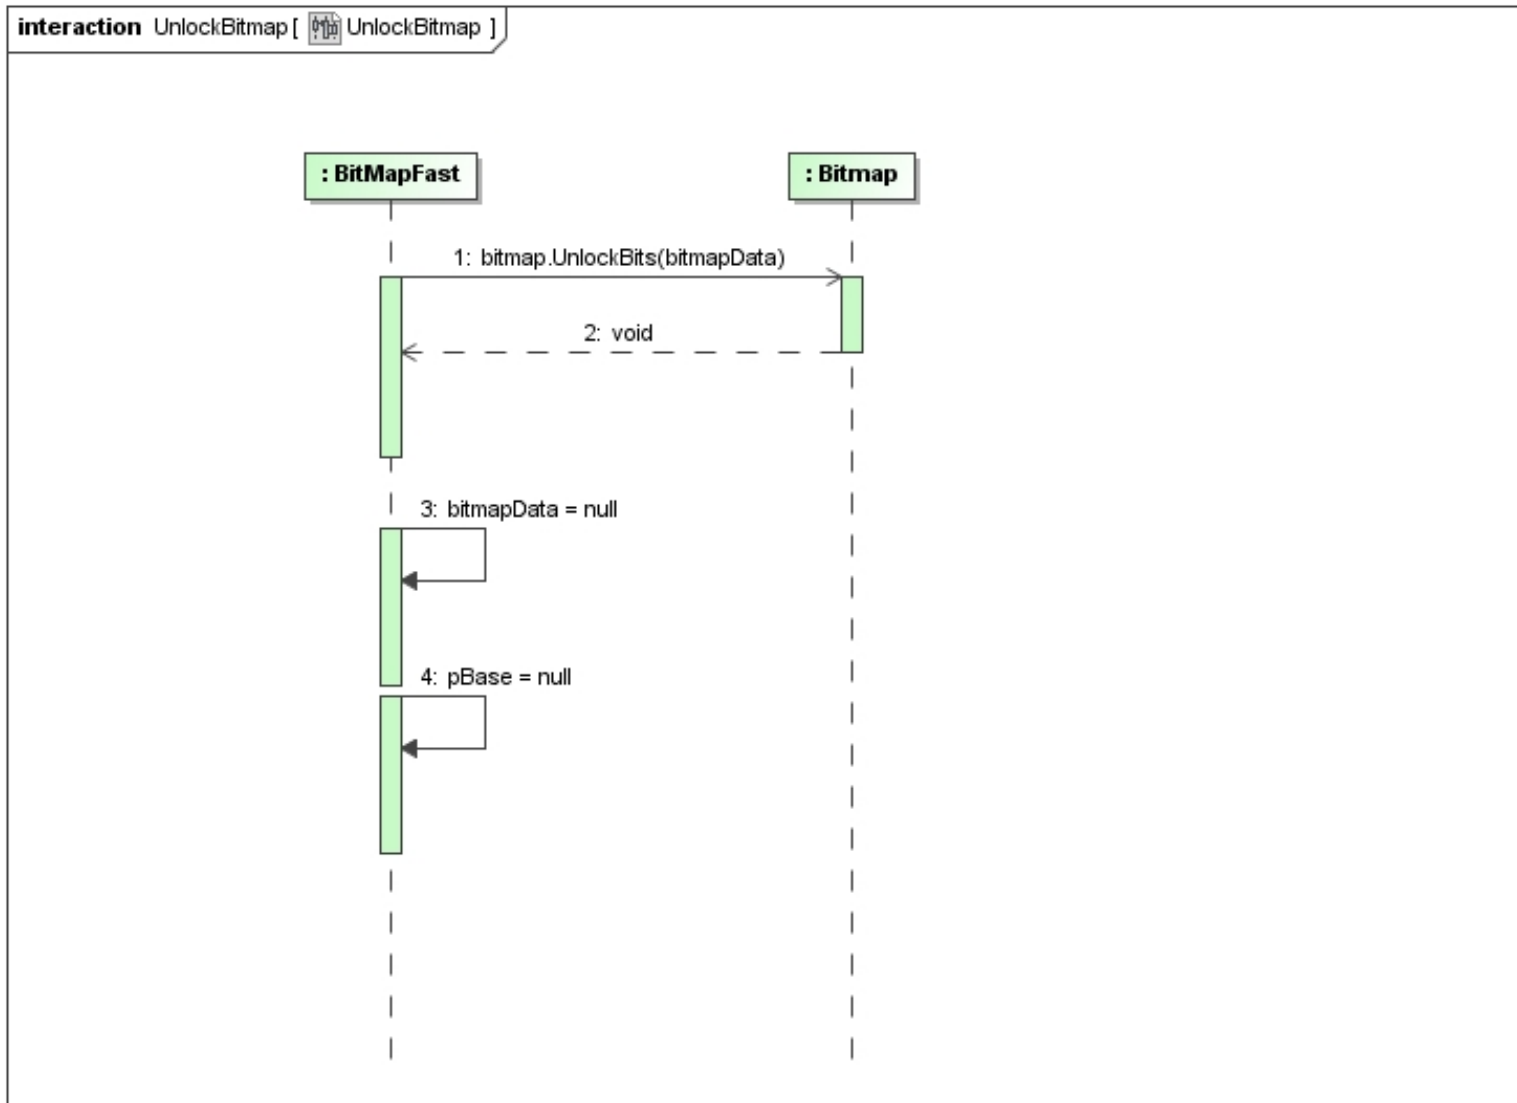 interaction UnlockBitmap [ UnlockBitmap ]
: BitMapFast
: Bitmap
1: bitmap.UnlockBits(bitmapData)
2: void
3: bitmapData = null
4: pBase = null